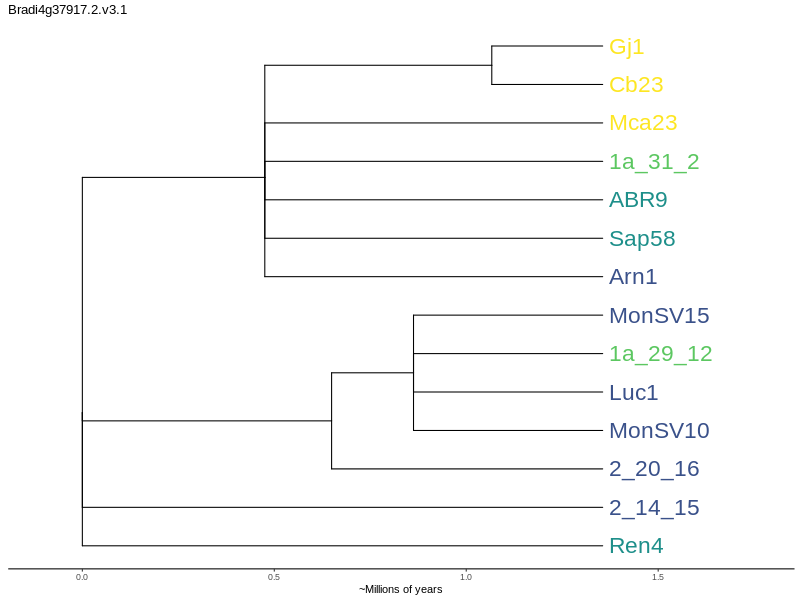 Bradi4g37917.2.v3.1
Gj1
Cb23
Mca23
1a_31_2
ABR9
Sap58
Arn1
MonSV15
1a_29_12
Luc1
MonSV10
2_20_16
2_14_15
Ren4
0.0 0.5 1.0 1.5
~Millions of years